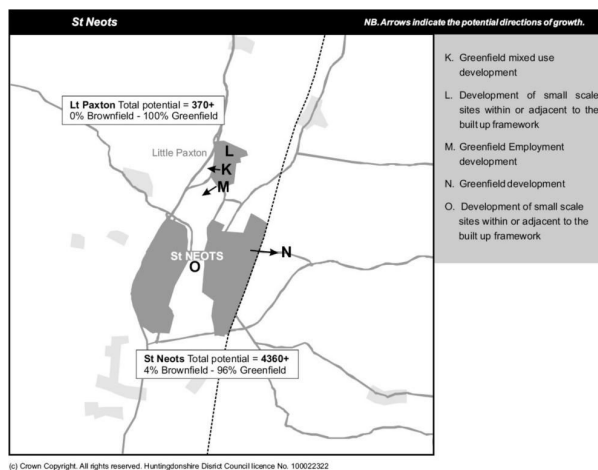 St Neots
NB. Arrows indicate the potential directions of growth.
Lt Paxton Total potential = 370+
0% Brownfield - 100% Greenfield
Little Paxton
L
K
M
St NEOTS
O
N
St Neots Total potential = 4360+
4% Brownfield - 96% Greenfield
K. Greenfield mixed use
development
L. Development of small scale
sites within or adjacent to the
built up framework
M. Greenfield Employment
development
N. Greenfield development
O. Development of small scale
sites within or adjacent to the
built up framework
(c) Crown Copyright. All rights reserved. Huntingdonshire District Council licence No. 100022322